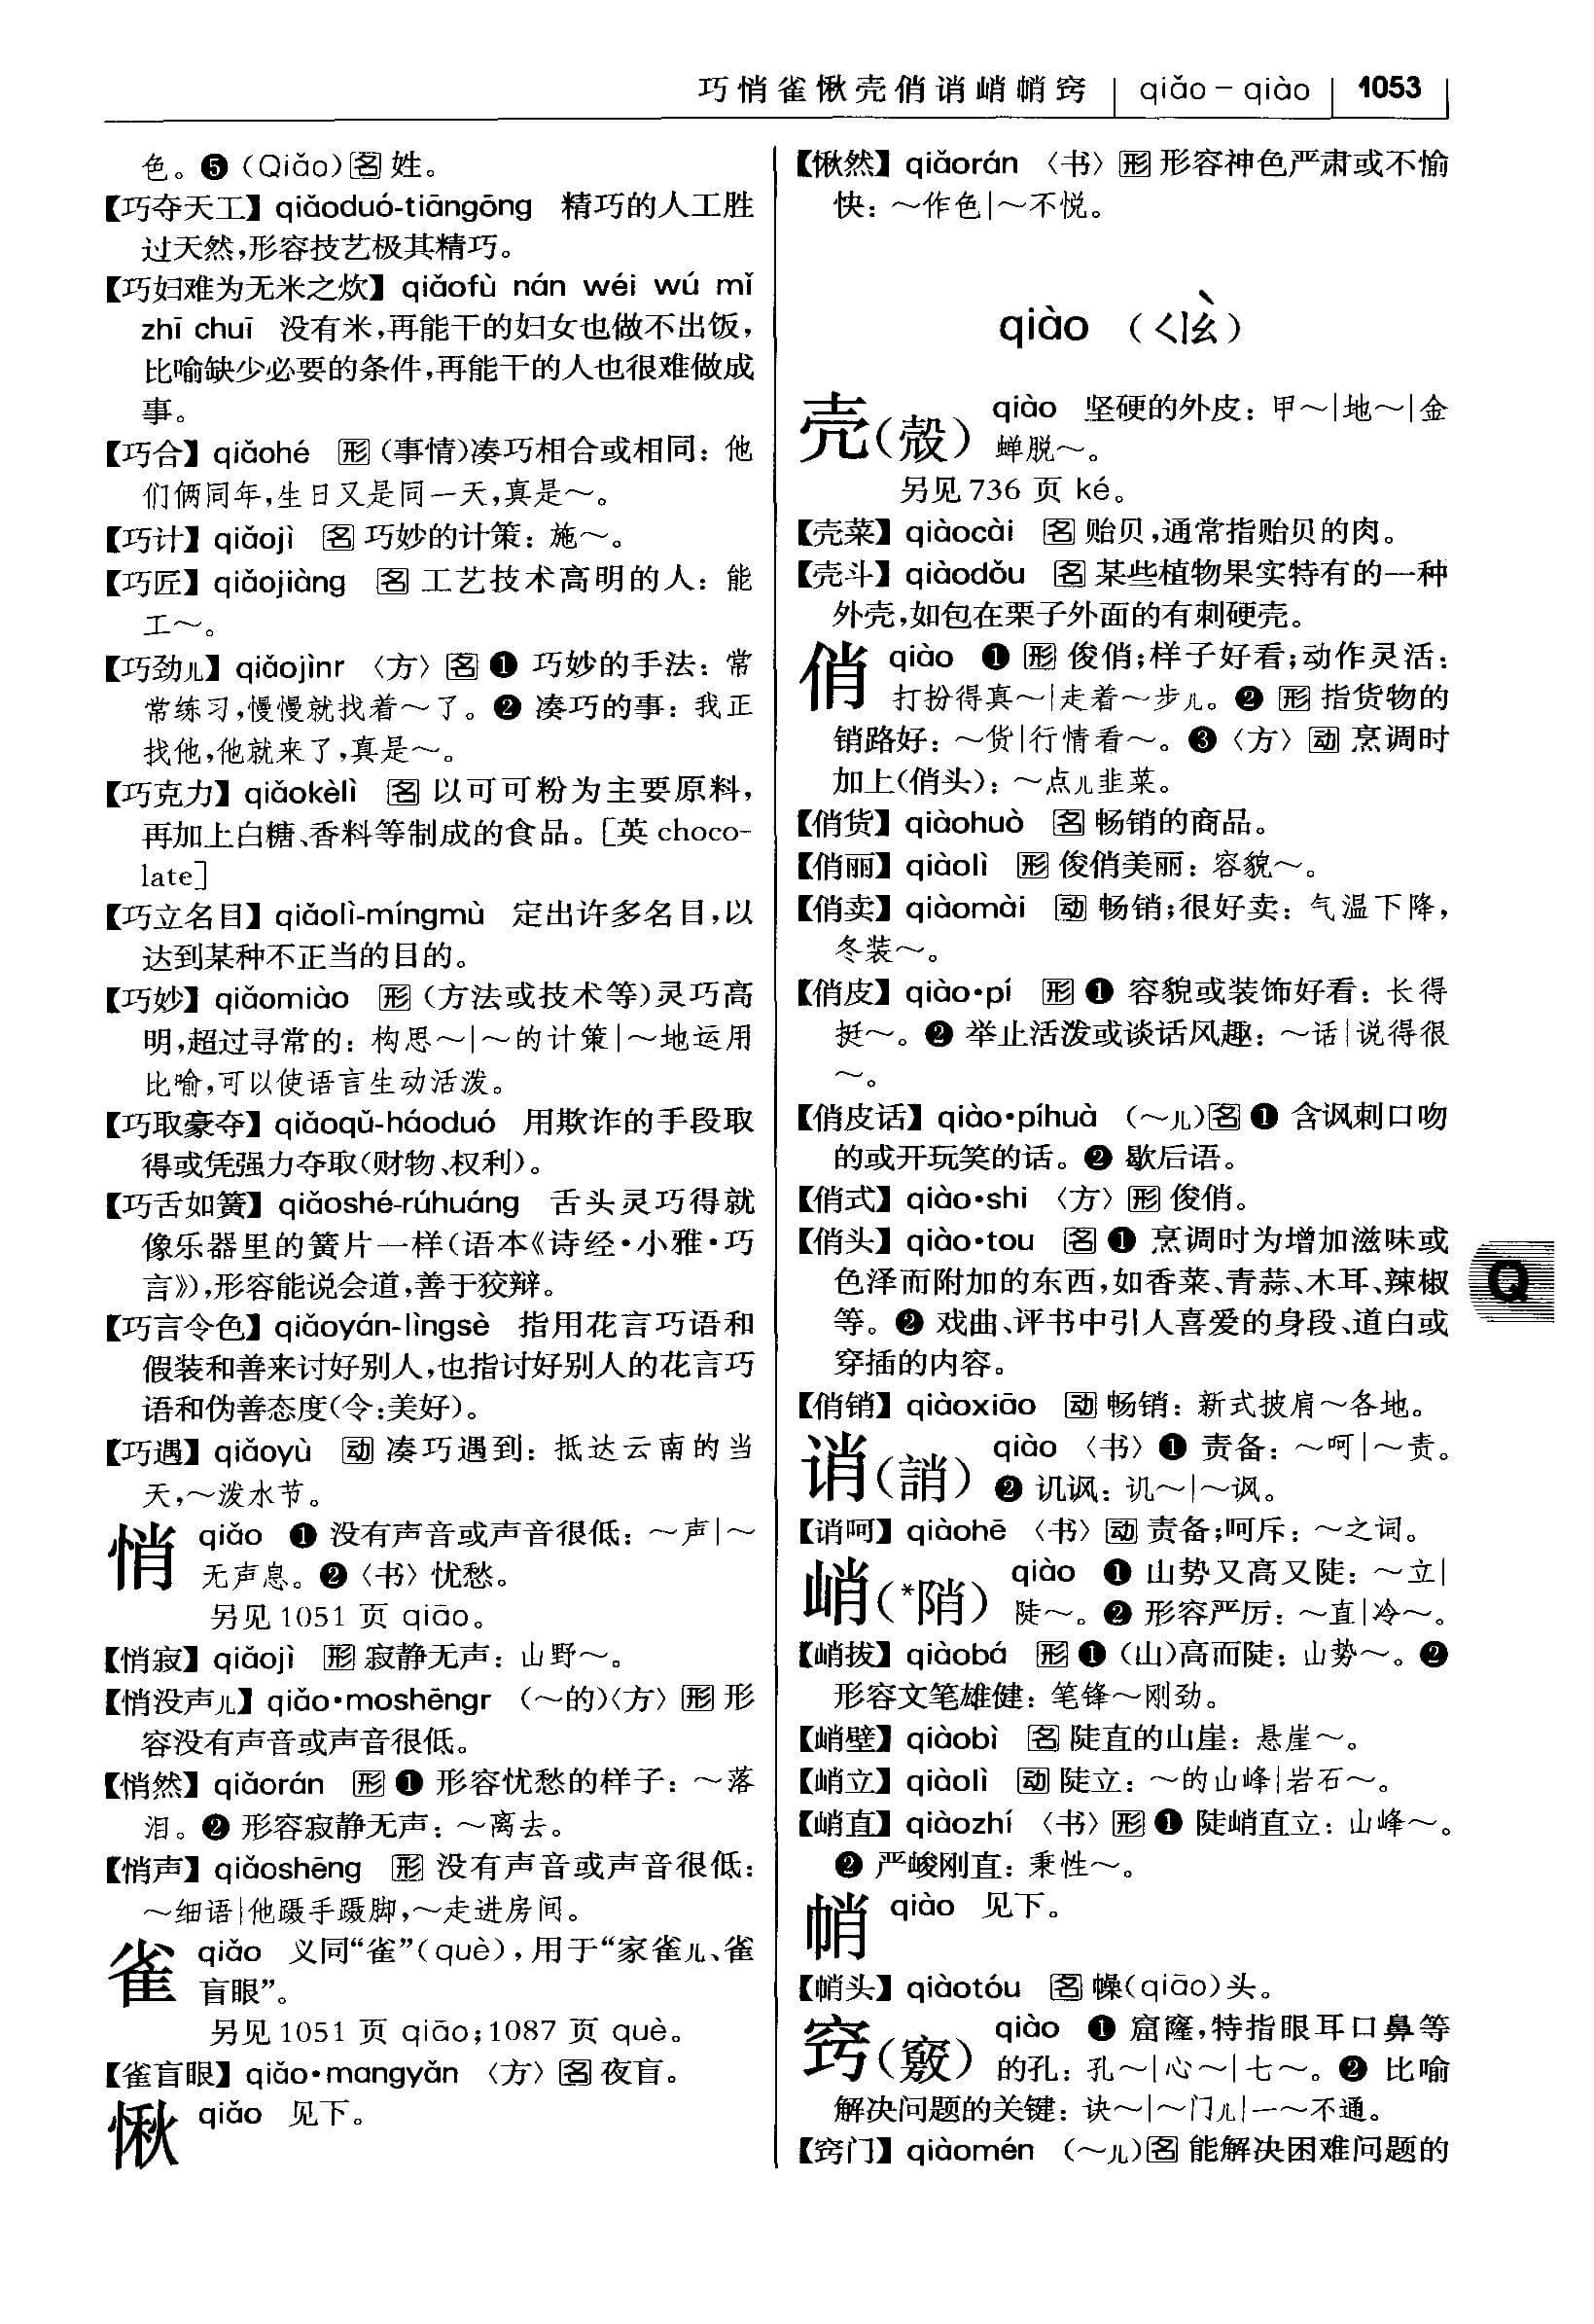 巧悄雀愀壳俏诮峭帩窍 qiǎo－qiào 1053
色。❺（Qiǎo）名 姓。
【巧夺天工】qiǎoduó-tiāngōng 精巧的人工胜
过天然，形容技艺极其精巧。
【巧妇难为无米之炊】qiǎofù nán wéi wú mǐ
zhī chuī 没有米，再能干的妇女也做不出饭，
比喻缺少必要的条件，再能干的人也很难做成
事。
【巧合】qiǎohé 形（事情）凑巧相合或相同：他
们俩同年，生日又是同一天，真是～。
【巧计】qiǎojì 名 巧妙的计策：施～。
【巧匠】qiǎojiàng 名 工艺技术高明的人：能
工～。
【巧劲儿】qiǎojìnr〈方〉名 ❶ 巧妙的手法：常
常练习，慢慢就找着～了。❷ 凑巧的事：我正
找他，他就来了，真是～。
【巧克力】qiǎokèlì 名 以可可粉为主要原料，
再加上白糖、香料等制成的食品。［英 choco-
late］
【巧立名目】qiǎolì-míngmù 定出许多名目，以
达到某种不正当的目的。
【巧妙】qiǎomiào 形（方法或技术等）灵巧高
明，超过寻常的：构思～|～的计策|～地运用
比喻，可以使语言生动活泼。
【巧取豪夺】qiǎoqǔ-háoduó 用欺诈的手段取
得或凭强力夺取（财物、权利）。
【巧舌如簧】qiǎoshé-rúhuáng 舌头灵巧得就
像乐器里的簧片一样（语本《诗经·小雅·巧
言》），形容能说会道，善于狡辩。
【巧言令色】qiǎoyán-lìngsè 指用花言巧语和
假装和善来讨好别人，也指讨好别人的花言巧
语和伪善态度（令：美好）。
【巧遇】qiǎoyù 动 凑巧遇到：抵达云南的当
天，～泼水节。
悄 qiǎo ❶ 没有声音或声音很低：～声|～
无声息。❷〈书〉忧愁。
另见1051 页 qiāo。
【悄寂】qiǎojì 形 寂静无声：山野～。
【悄没声儿】qiǎo·moshēngr（～的）〈方〉形 形
容没有声音或声音很低。
【悄然】qiǎorán 形 ❶ 形容忧愁的样子：～落
泪。❷ 形容寂静无声：～离去。
【悄声】qiǎoshēng 形 没有声音或声音很低：
～细语|他蹑手蹑脚，～走进房间。
雀 qiǎo 义同“雀”（què），用于“家雀儿、雀
盲眼”。
另见1051 页 qiāo；1087 页 què。
【雀盲眼】qiǎo·mangyǎn〈方〉名 夜盲。
愀 qiǎo 见下。
【愀然】qiǎorán〈书〉形 形容神色严肃或不愉
快：～作色|～不悦。
qiào（ㄑㄧㄠˋ）
壳（殼） qiào 坚硬的外皮：甲～|地～|金
蝉脱～。
另见736 页 ké。
【壳菜】qiàocài 名 贻贝，通常指贻贝的肉。
【壳斗】qiàodǒu 名 某些植物果实特有的一种
外壳，如包在栗子外面的有刺硬壳。
俏 qiào ❶ 形 俊俏；样子好看；动作灵活：
打扮得真～|走着～步儿。❷ 形 指货物的
销路好：～货|行情看～。❸〈方〉动 烹调时
加上（俏头）：～点儿韭菜。
【俏货】qiàohuò 名 畅销的商品。
【俏丽】qiàolì 形 俊俏美丽：容貌～。
【俏卖】qiàomài 动 畅销；很好卖：气温下降，
冬装～。
【俏皮】qiào·pí 形 ❶ 容貌或装饰好看：长得
挺～。❷ 举止活泼或谈话风趣：～话|说得很
～。
【俏皮话】qiào·píhuà（～儿）名 ❶ 含讽刺口吻
的或开玩笑的话。❷ 歇后语。
【俏式】qiào·shi〈方〉形 俊俏。
【俏头】qiào·tou 名 ❶ 烹调时为增加滋味或
色泽而附加的东西，如香菜、青蒜、木耳、辣椒
等。❷ 戏曲、评书中引人喜爱的身段、道白或
穿插的内容。
【俏销】qiàoxiāo 动 畅销：新式披肩～各地。
诮（誚） qiào〈书〉❶ 责备：～呵|～责。
❷ 讥讽：讥～|～讽。
【诮呵】qiàohē〈书〉动 责备；呵斥：～之词。
峭（*陗） qiào ❶ 山势又高又陡：～立|
陡～。❷ 形容严厉：～直|冷～。
【峭拔】qiàobá 形 ❶（山）高而陡：山势～。❷
形容文笔雄健：笔锋～刚劲。
【峭壁】qiàobì 名 陡直的山崖：悬崖～。
【峭立】qiàolì 动 陡立：～的山峰|岩石～。
【峭直】qiàozhí〈书〉形 ❶ 陡峭直立：山峰～。
❷ 严峻刚直：秉性～。
帩 qiào 见下。
【帩头】qiàotóu 名 幧（qiāo）头。
窍（竅） qiào ❶ 窟窿，特指眼耳口鼻等
的孔：孔～|心～|七～。❷ 比喻
解决问题的关键：诀～|～门儿|一～不通。
【窍门】qiàomén（～儿）名 能解决困难问题的
Q